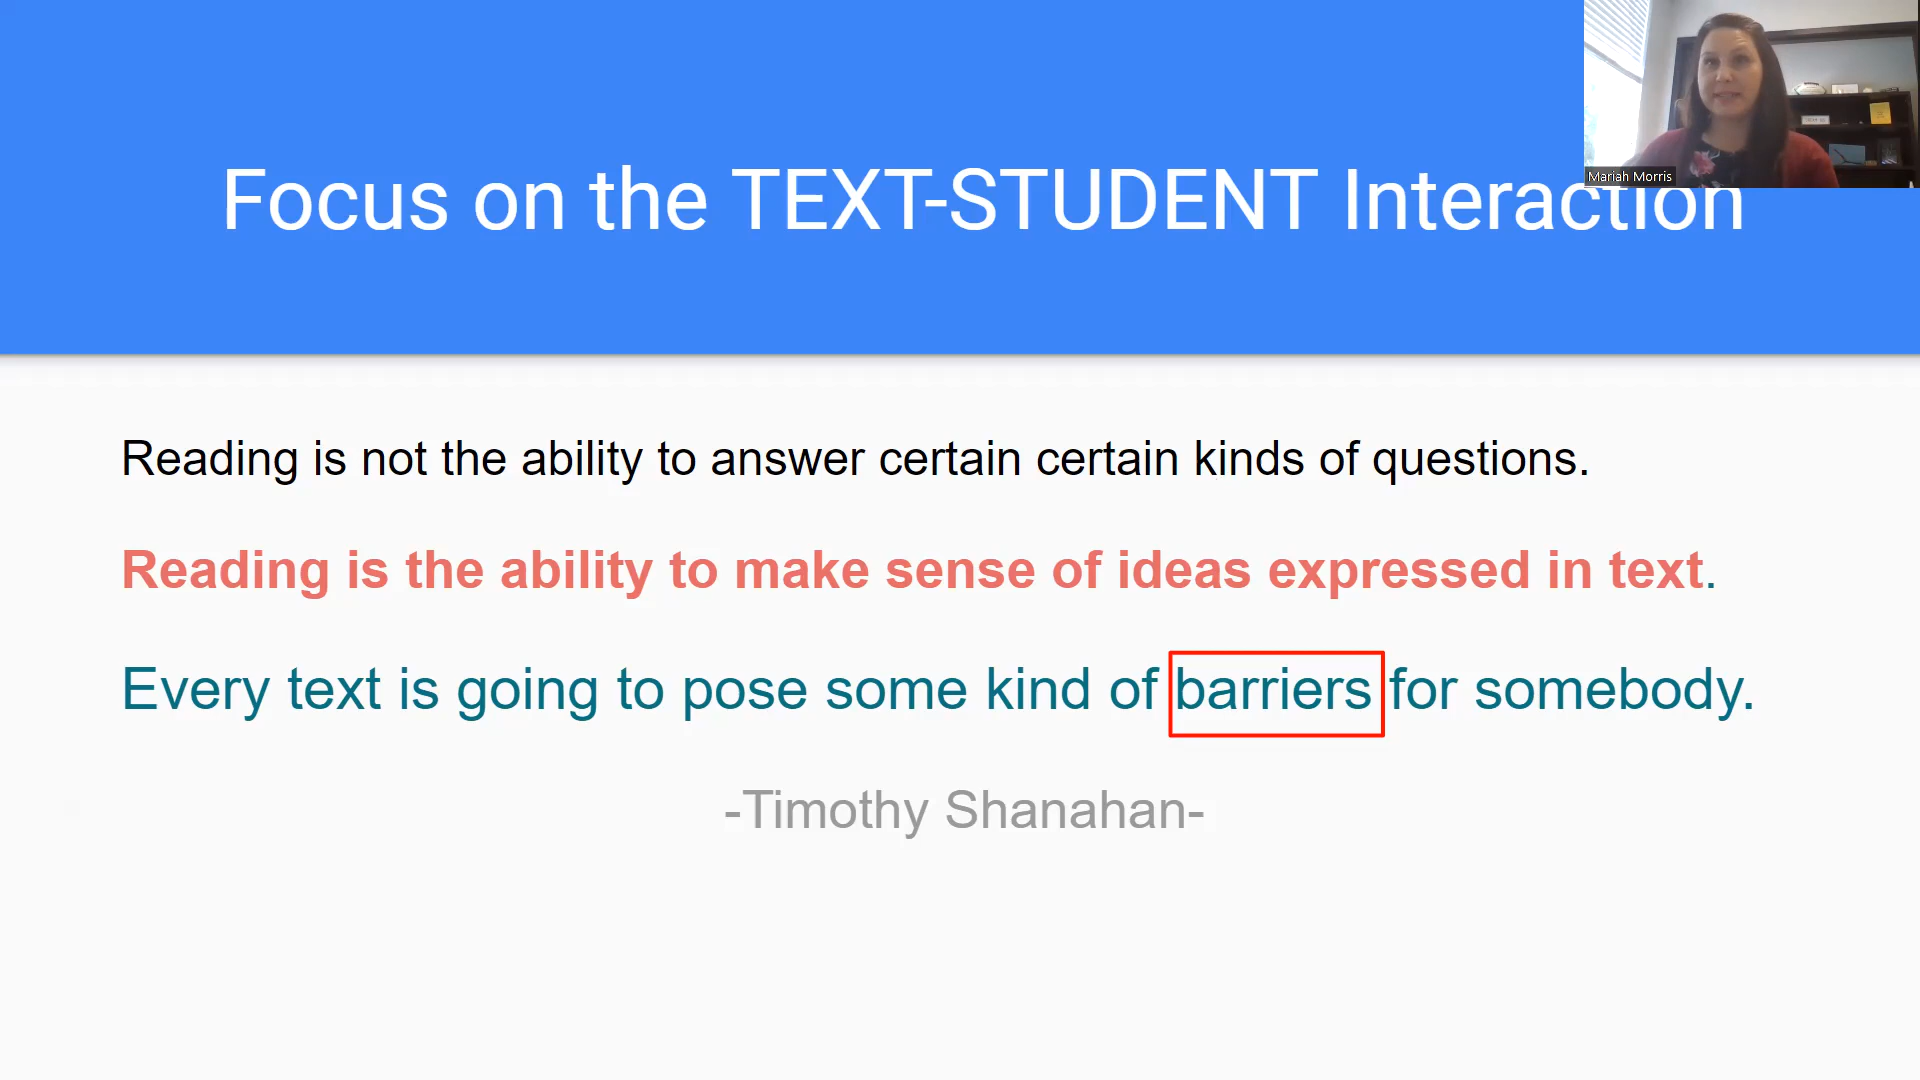 Focus on the TEXT-STUDENT Interaction
Mariah Morris
Reading is not the ability to answer certain certain kinds of questions.
Reading is the ability to make sense of ideas expressed in text.
Every text is going to pose some kind of barriers for somebody.
-Timothy Shanahan-